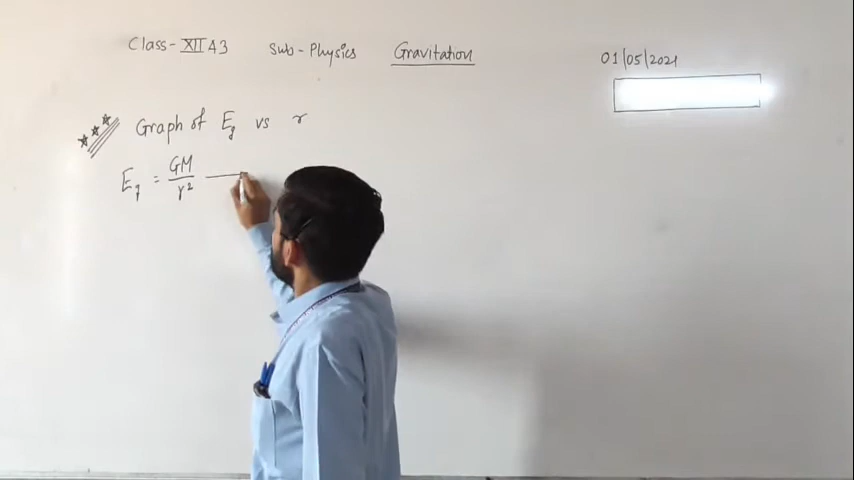 Class- XII A3 Sub- Physics Gravitation 01/05/2021
Graph of Eg vs r
Eg = GM/r²